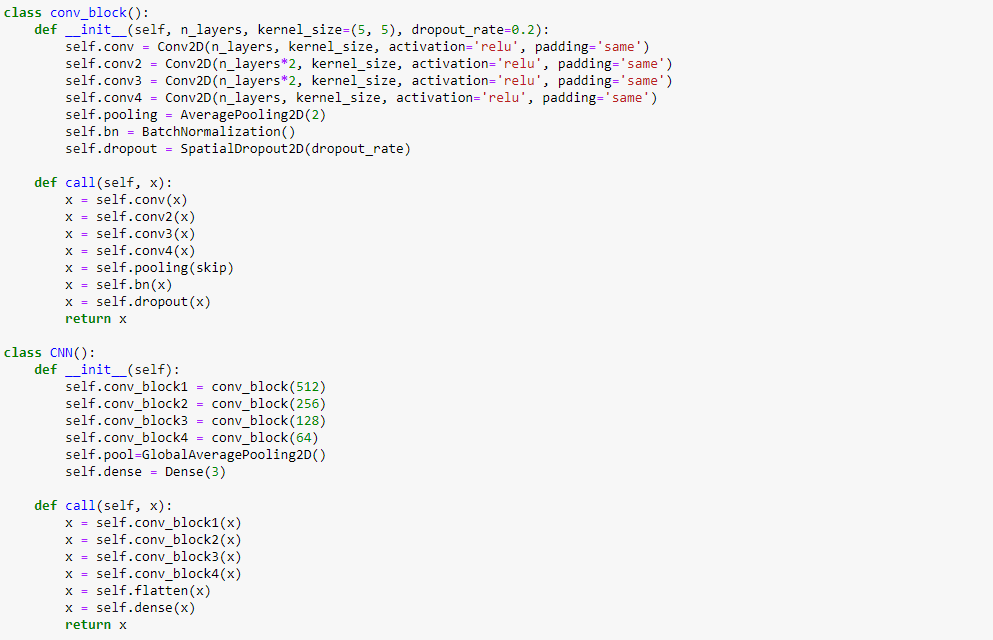 class conv_block():
    def __init__(self, n_layers, kernel_size=(5, 5), dropout_rate=0.2):
        self.conv = Conv2D(n_layers, kernel_size, activation='relu', padding='same')
        self.conv2 = Conv2D(n_layers*2, kernel_size, activation='relu', padding='same')
        self.conv3 = Conv2D(n_layers*2, kernel_size, activation='relu', padding='same')
        self.conv4 = Conv2D(n_layers, kernel_size, activation='relu', padding='same')
        self.pooling = AveragePooling2D(2)
        self.bn = BatchNormalization()
        self.dropout = SpatialDropout2D(dropout_rate)

    def call(self, x):
        x = self.conv(x)
        x = self.conv2(x)
        x = self.conv3(x)
        x = self.conv4(x)
        x = self.pooling(skip)
        x = self.bn(x)
        x = self.dropout(x)
        return x

class CNN():
    def __init__(self):
        self.conv_block1 = conv_block(512)
        self.conv_block2 = conv_block(256)
        self.conv_block3 = conv_block(128)
        self.conv_block4 = conv_block(64)
        self.pool=GlobalAveragePooling2D()
        self.dense = Dense(3)

    def call(self, x):
        x = self.conv_block1(x)
        x = self.conv_block2(x)
        x = self.conv_block3(x)
        x = self.conv_block4(x)
        x = self.flatten(x)
        x = self.dense(x)
        return x